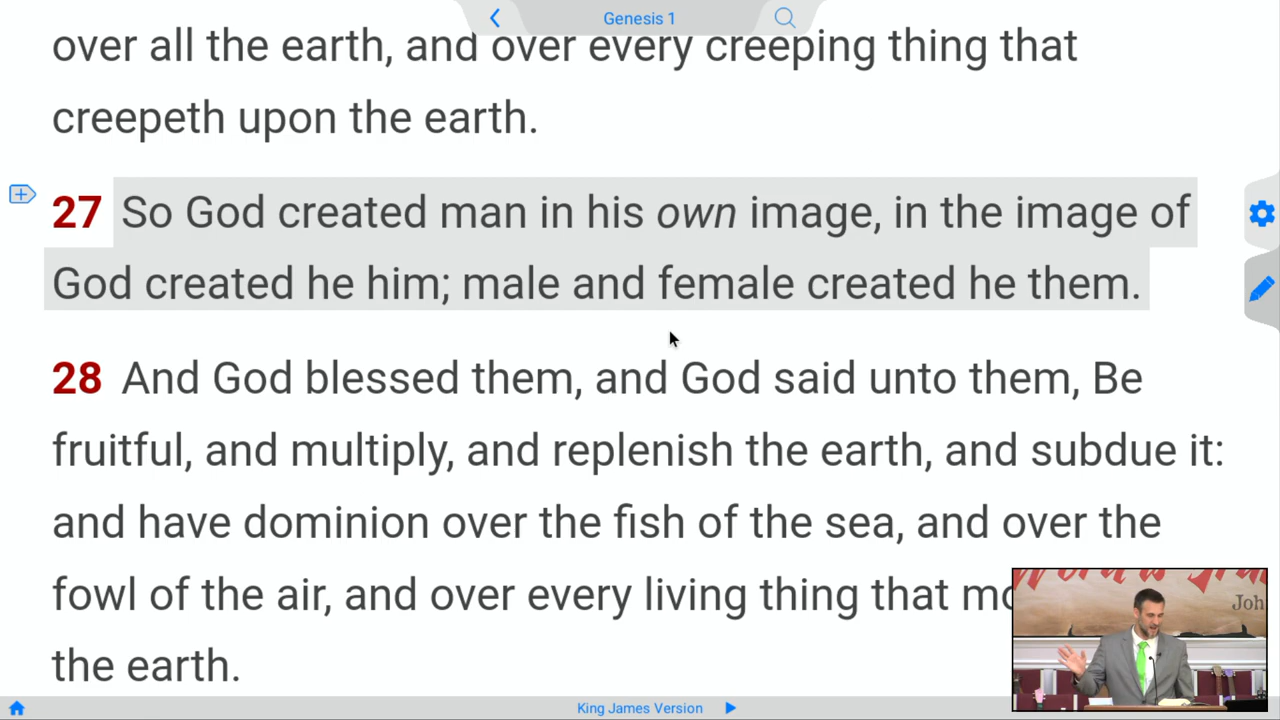 Genesis 1
over all the earth, and over every creeping thing that
creepeth upon the earth.
27 So God created man in his own image, in the image of
God created he him; male and female created he them.
28 And God blessed them, and God said unto them, Be
fruitful, and multiply, and replenish the earth, and subdue it:
and have dominion over the fish of the sea, and over the
fowl of the air, and over every living thing that
the earth.
Word is
Joh
King James Version